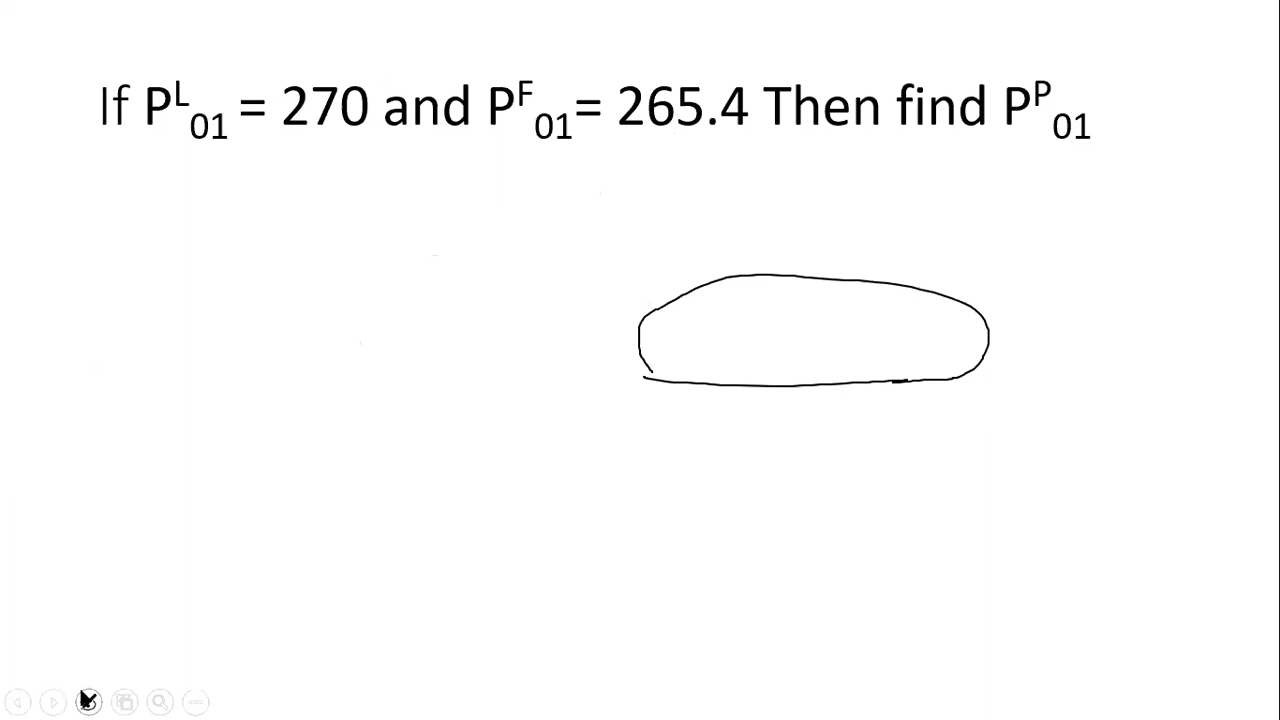 If P^L_01 = 270 and P^F_01= 265.4 Then find P^P_01